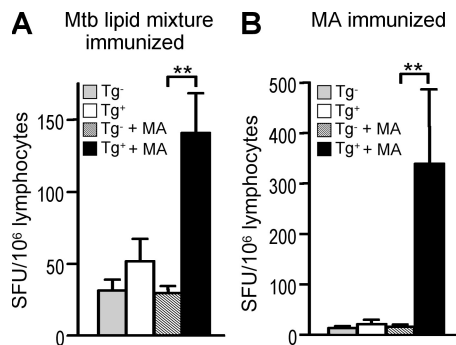 A
Mtb lipid mixture
immunized
SFU/10⁶ lymphocytes
150
100
50
0
Tg⁻
Tg⁺
Tg⁻ + MA
Tg⁺ + MA
**
B
MA immunized
SFU/10⁶ lymphocytes
500
400
300
200
100
0
Tg⁻
Tg⁺
Tg⁻ + MA
Tg⁺ + MA
**